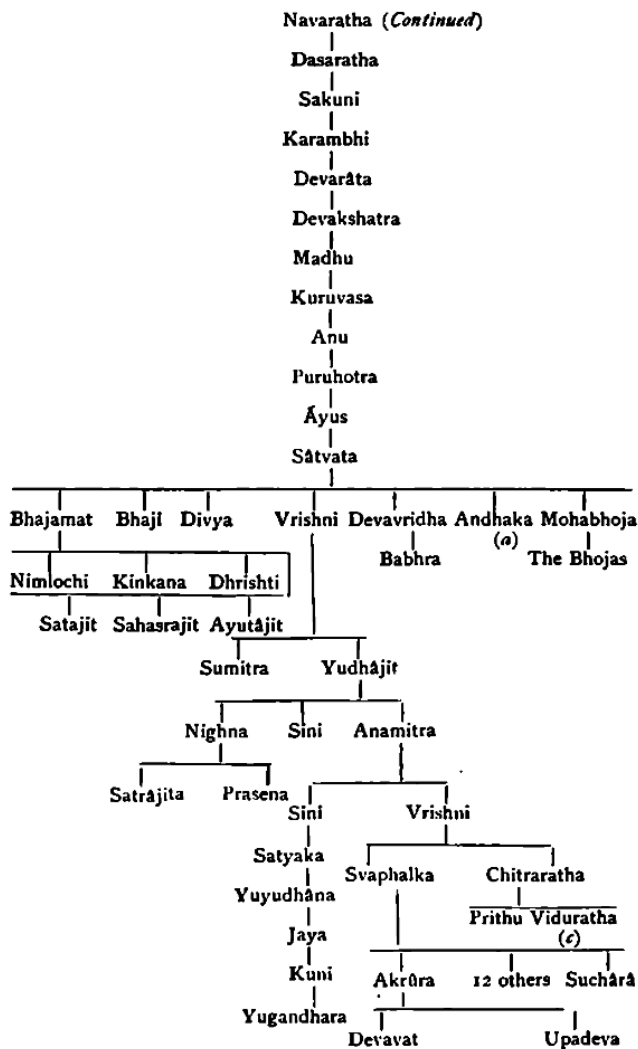 Navaratha (Continued)
Dasaratha
Sakuni
Karambhi
Devarâta
Devakshatra
Madhu
Kuruvasa
Anu
Puruhotra
Áyus
Sâtvata
Bhajamat Bhaji Divya Vrishni Devavridha Andhaka Mohabhoja
(a)
Babhra The Bhojas
Nimlochi Kinkana Dhrishti
Satajit Sahasrajit Ayutâjit
Sumitra Yudhâjit
Nighna Sini Anamitra
Satrâjita Prasena
Sini Vrishni
Satyaka
Svaphalka Chitraratha
Yuyudhâna
Prithu Viduratha
Jaya
(c)
Kuni
Akrûra 12 others Suchârâ
Yugandhara
Devavat Upadeva